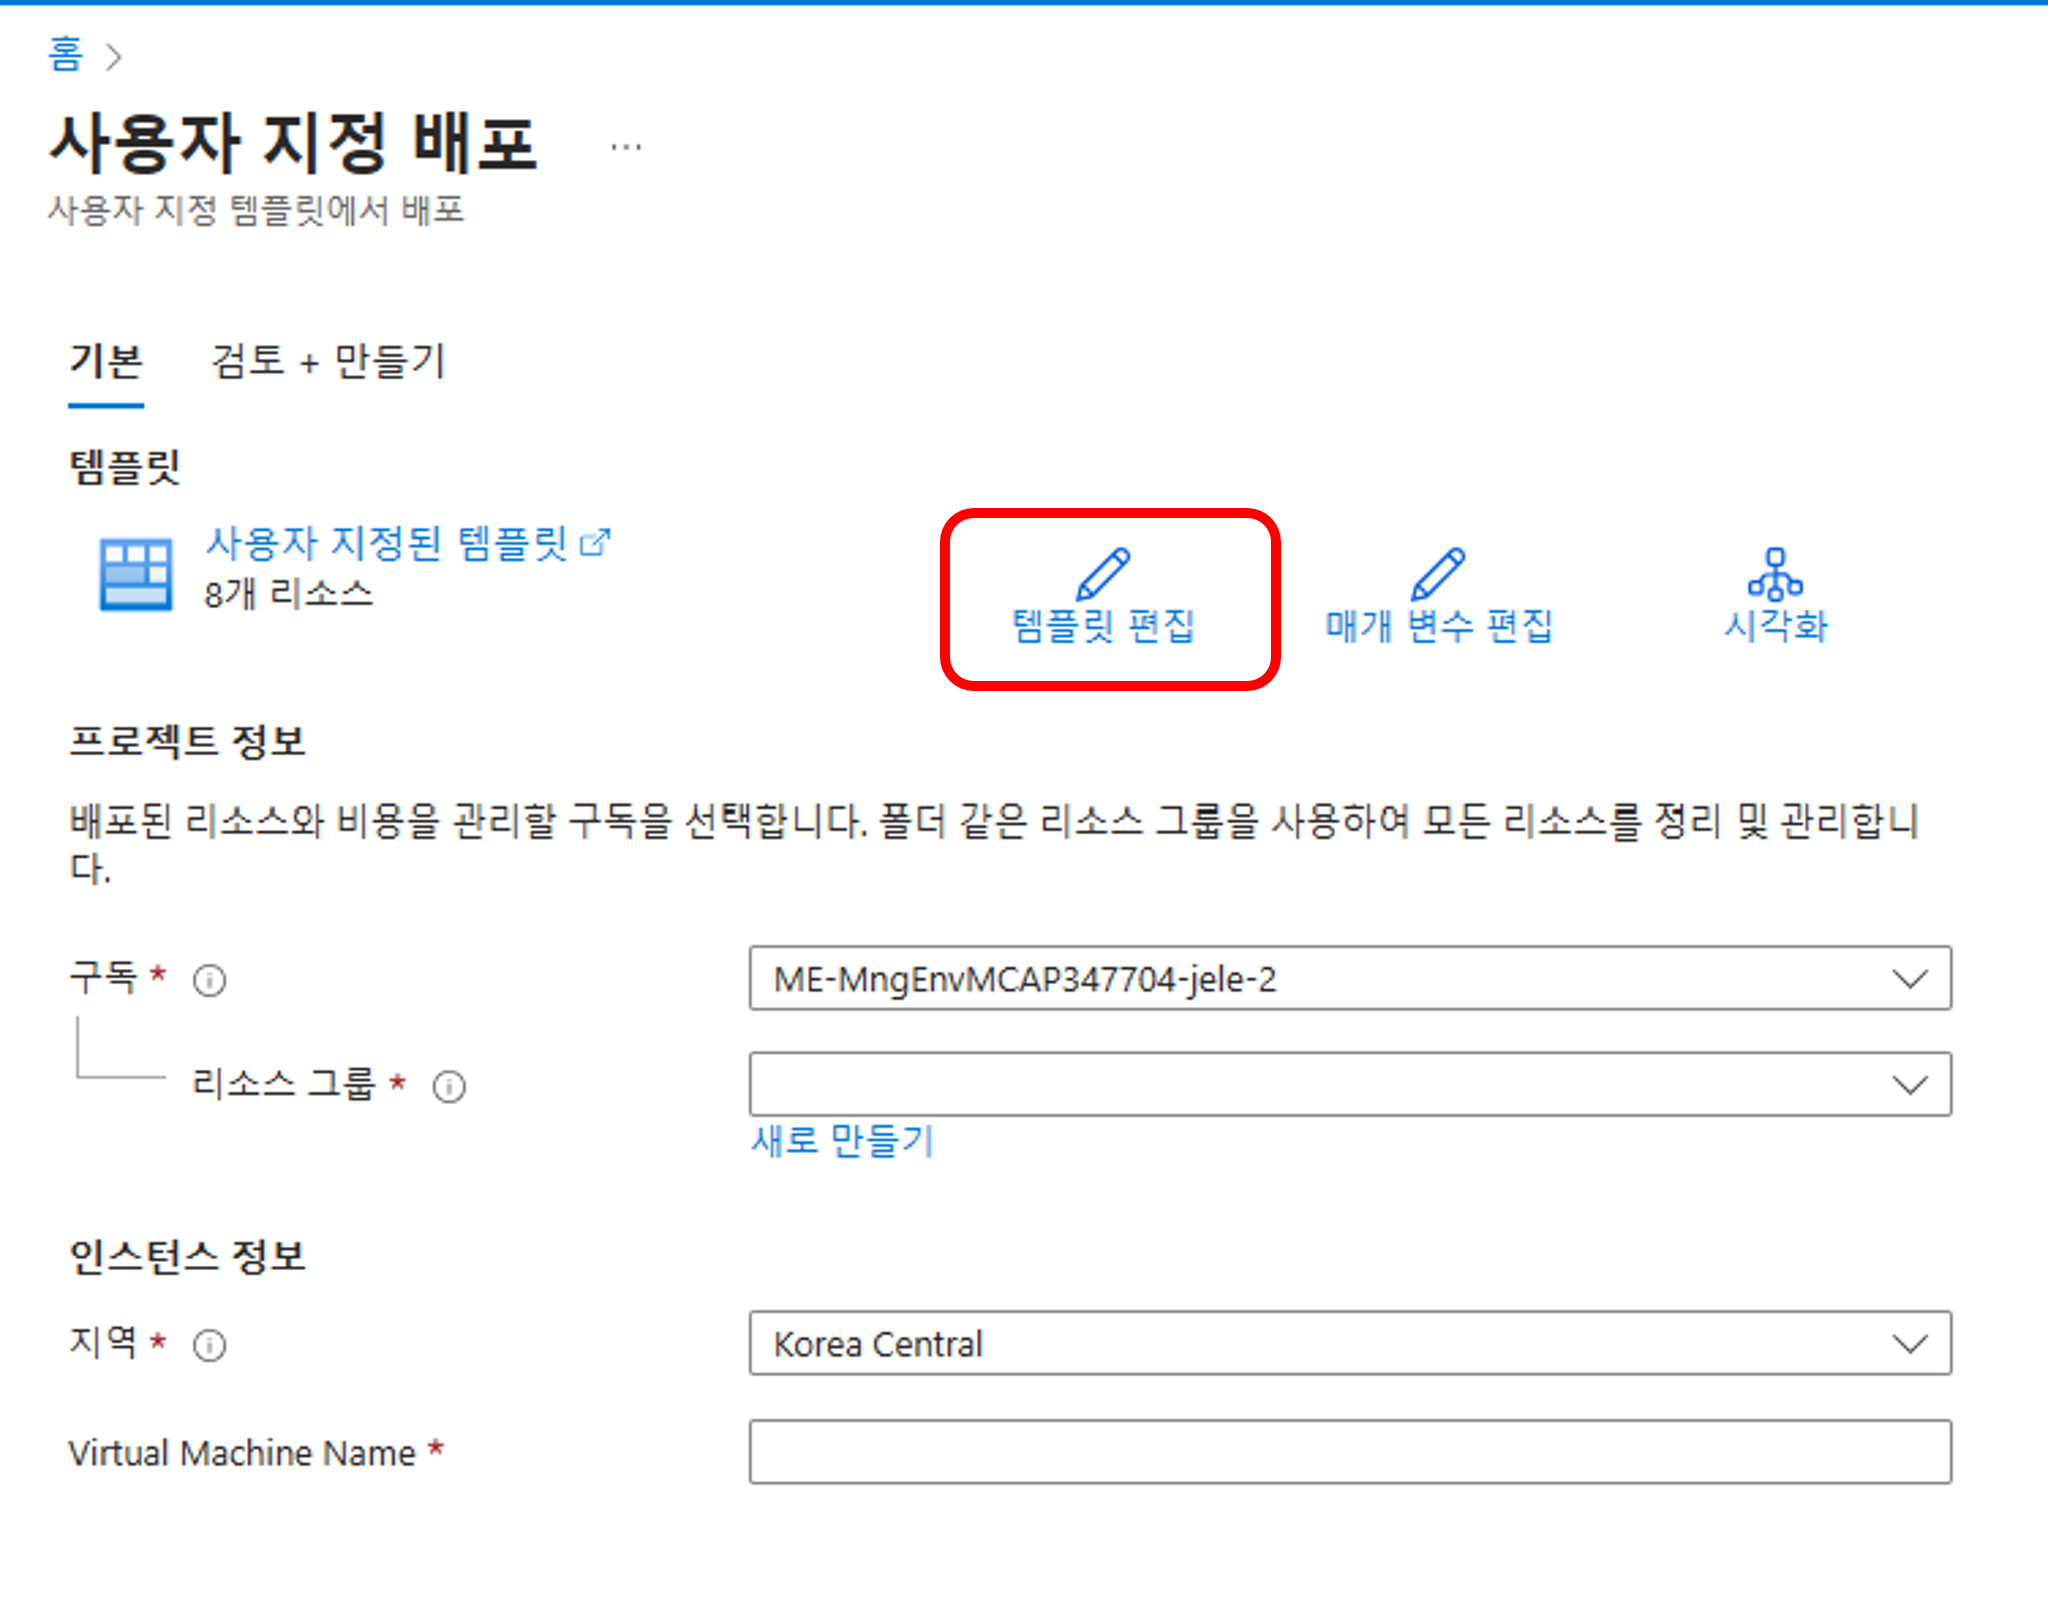 홈
사용자 지정 배포 ...
사용자 지정 템플릿에서 배포
기본 검토 + 만들기
템플릿
사용자 지정된 템플릿
8개 리소스
템플릿 편집 매개 변수 편집 시각화
프로젝트 정보
배포된 리소스와 비용을 관리할 구독을 선택합니다. 폴더 같은 리소스 그룹을 사용하여 모든 리소스를 정리 및 관리합니
다.
구독 * ME-MngEnvMCAP347704-jele-2
리소스 그룹 *
새로 만들기
인스턴스 정보
지역 * Korea Central
Virtual Machine Name *